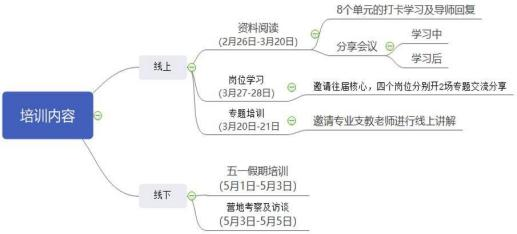 培训内容
线上
资料阅读
(2月26日-3月20日)
8个单元的打卡学习及导师回复
分享会议
学习中
学习后
岗位学习
(3月27-28日)
邀请往届核心，四个岗位分别开2场专题交流分享
专题培训
(3月20日-21日
邀请专业支教老师进行线上讲解
线下
五一假期培训
(5月1日-5月3日)
营地考察及访谈
(5月3日-5月5日)